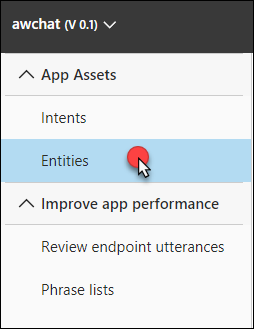 awchat (V 0.1)
App Assets
Intents
Entities
Improve app performance
Review endpoint utterances
Phrase lists